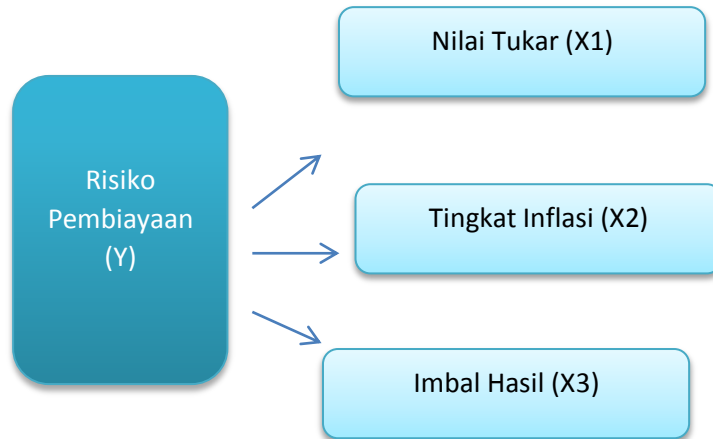 Nilai Tukar (X1)
Risiko
Pembiayaan
(Y)
Tingkat Inflasi (X2)
Imbal Hasil (X3)